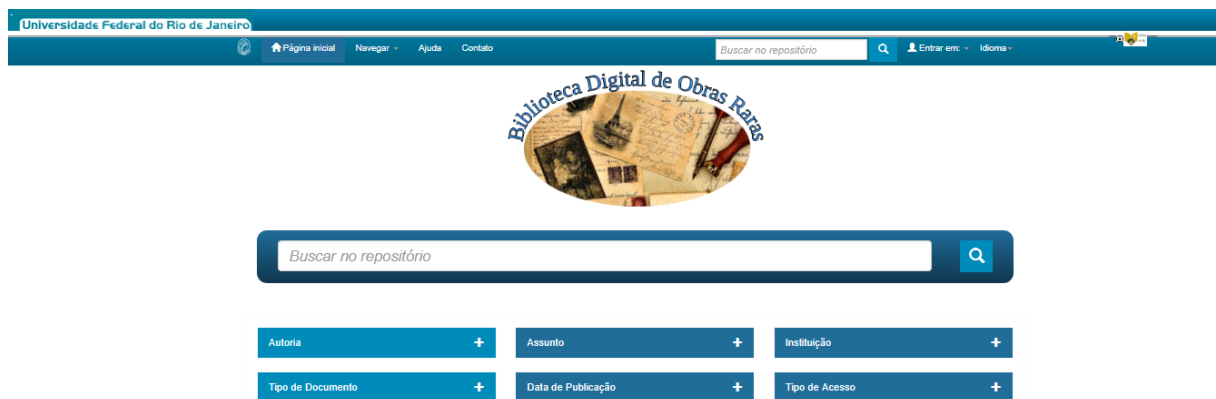 Universidade Federal do Rio de Janeiro
Página inicial Navegar Ajuda Contato Buscar no repositório Entrar em: Idioma
Biblioteca Digital de Obras Raras
Buscar no repositório
Autoria Assunto Instituição
Tipo de Documento Data de Publicação Tipo de Acesso